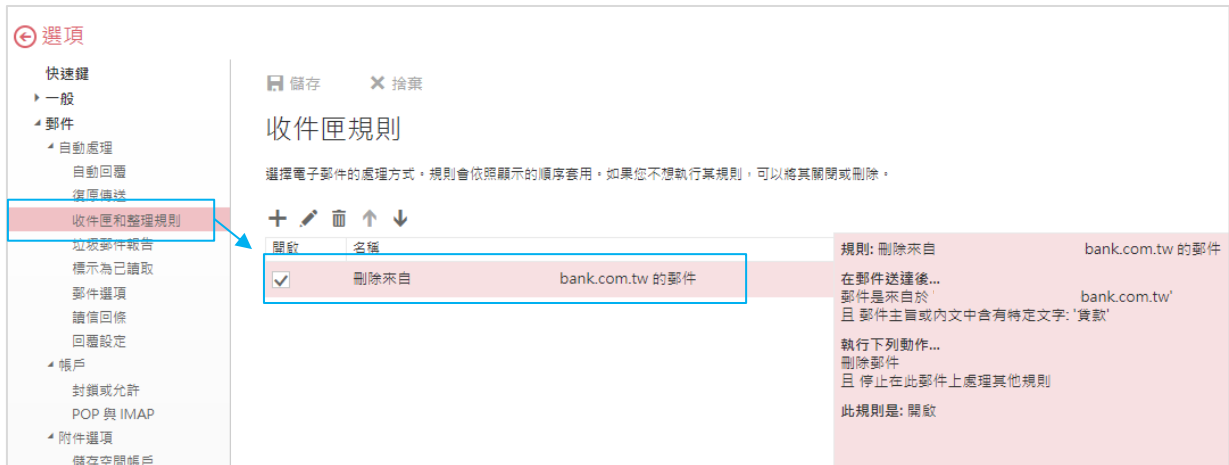 選項
快速鍵
一般
郵件
自動處理
自動回覆
復原傳送
收件匣和整理規則
垃圾郵件報告
標示為已讀取
郵件選項
讀信回條
回覆設定
帳戶
封鎖或允許
POP 與 IMAP
附件選項
儲存空間帳戶
儲存 捨棄
收件匣規則
選擇電子郵件的處理方式。規則會依照顯示的順序套用。如果您不想執行某規則，可以將其關閉或刪除。
開啟 名稱
刪除來自 bank.com.tw 的郵件
規則: 刪除來自 bank.com.tw 的郵件
在郵件送達後...
郵件是來自於 ' bank.com.tw'
且 郵件主旨或內文中含有特定文字: '貸款'
執行下列動作...
刪除郵件
且 停止在此郵件上處理其他規則
此規則是: 開啟